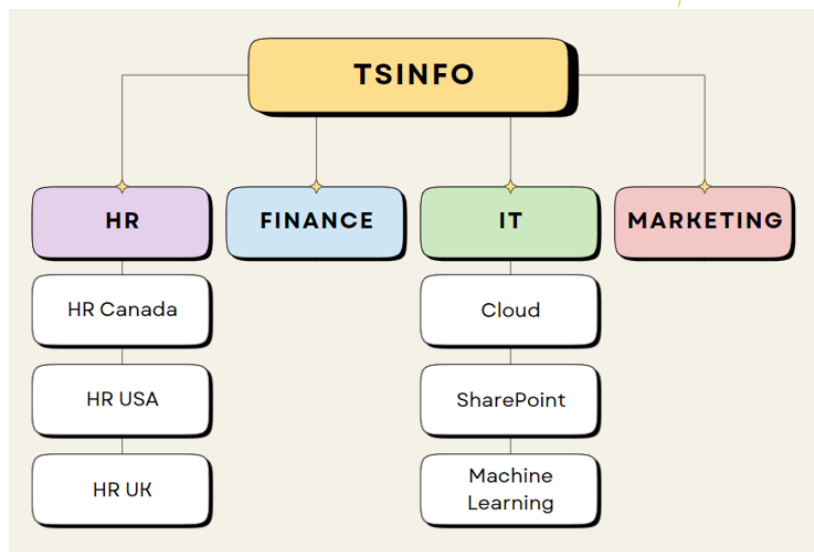 TSINFO
HR
FINANCE
IT
MARKETING
HR Canada
Cloud
HR USA
SharePoint
HR UK
Machine
Learning